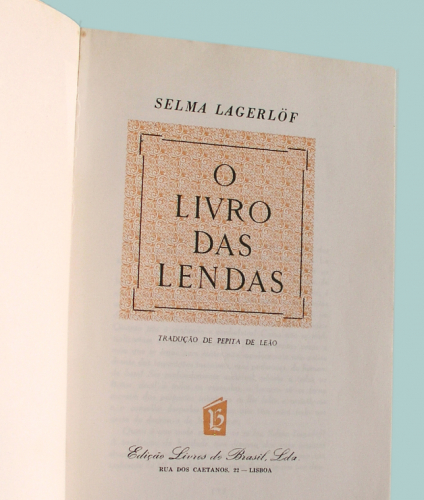 SELMA LAGERLÖF
O
LIVRO
DAS
LENDAS
TRADUÇÃO DE PEPITA DE LEÃO
Edição Livros do Brasil, Lda
RUA DOS CAETANOS, 22 — LISBOA